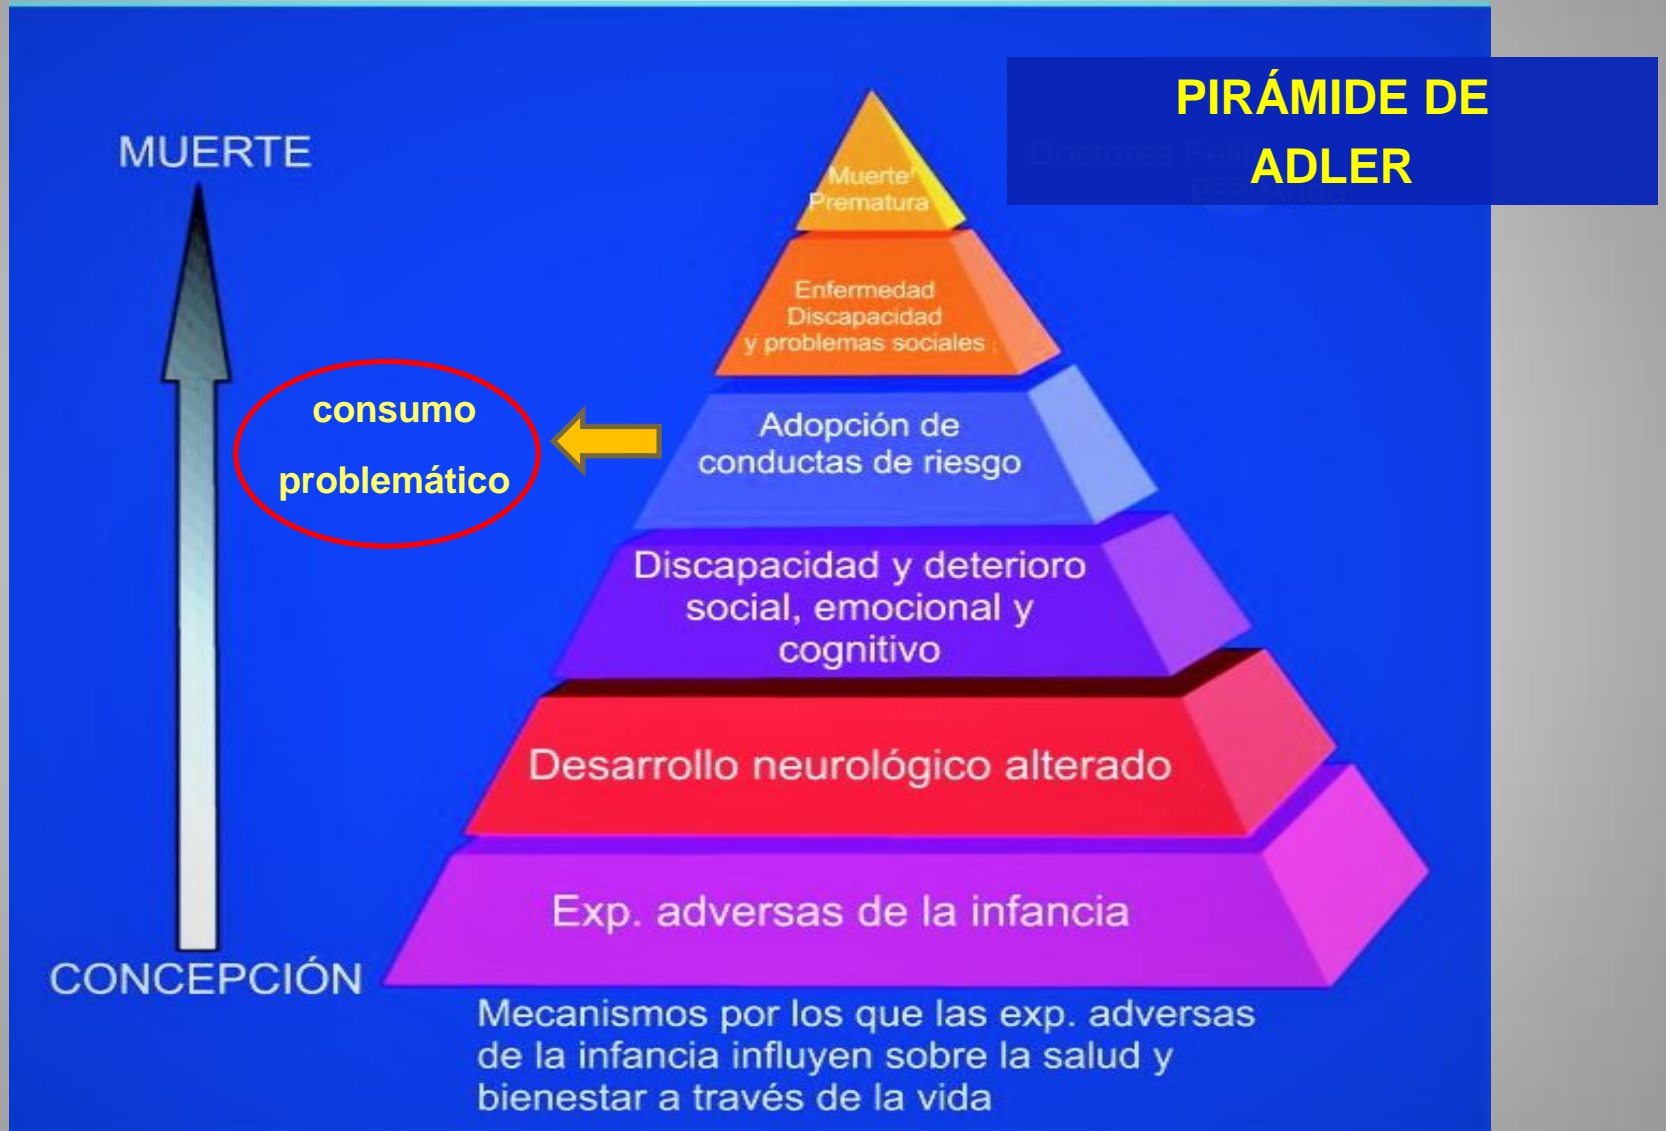 PIRÁMIDE DE
ADLER
MUERTE
Muerte
Prematura
Enfermedad
Discapacidad
y problemas sociales
consumo
problemático
Adopción de
conductas de riesgo
Discapacidad y deterioro
social, emocional y
cognitivo
Desarrollo neurológico alterado
Exp. adversas de la infancia
CONCEPCIÓN
Mecanismos por los que las exp. adversas
de la infancia influyen sobre la salud y
bienestar a través de la vida